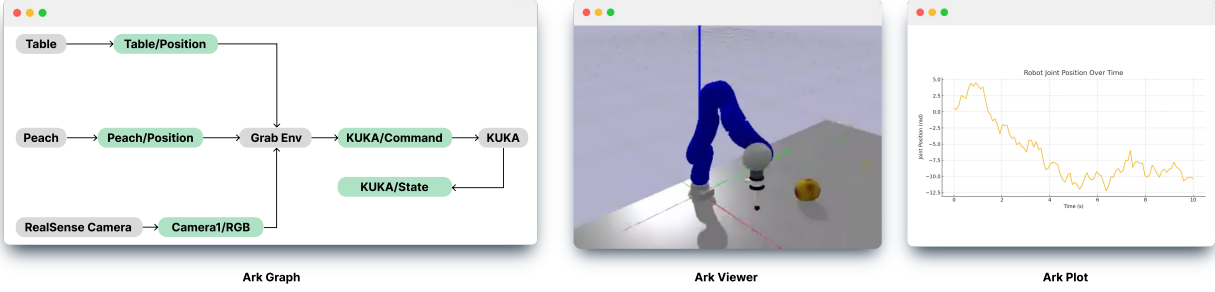 Table
Table/Position
Peach
Peach/Position
Grab Env
KUKA/Command
KUKA
KUKA/State
RealSense Camera
Camera1/RGB
Ark Graph
Ark Viewer
Robot Joint Position Over Time
Joint Position (rad)
5.0
2.5
0.0
−2.5
−5.0
−7.5
−10.0
−12.5
0
2
4
6
8
10
Time (s)
Ark Plot